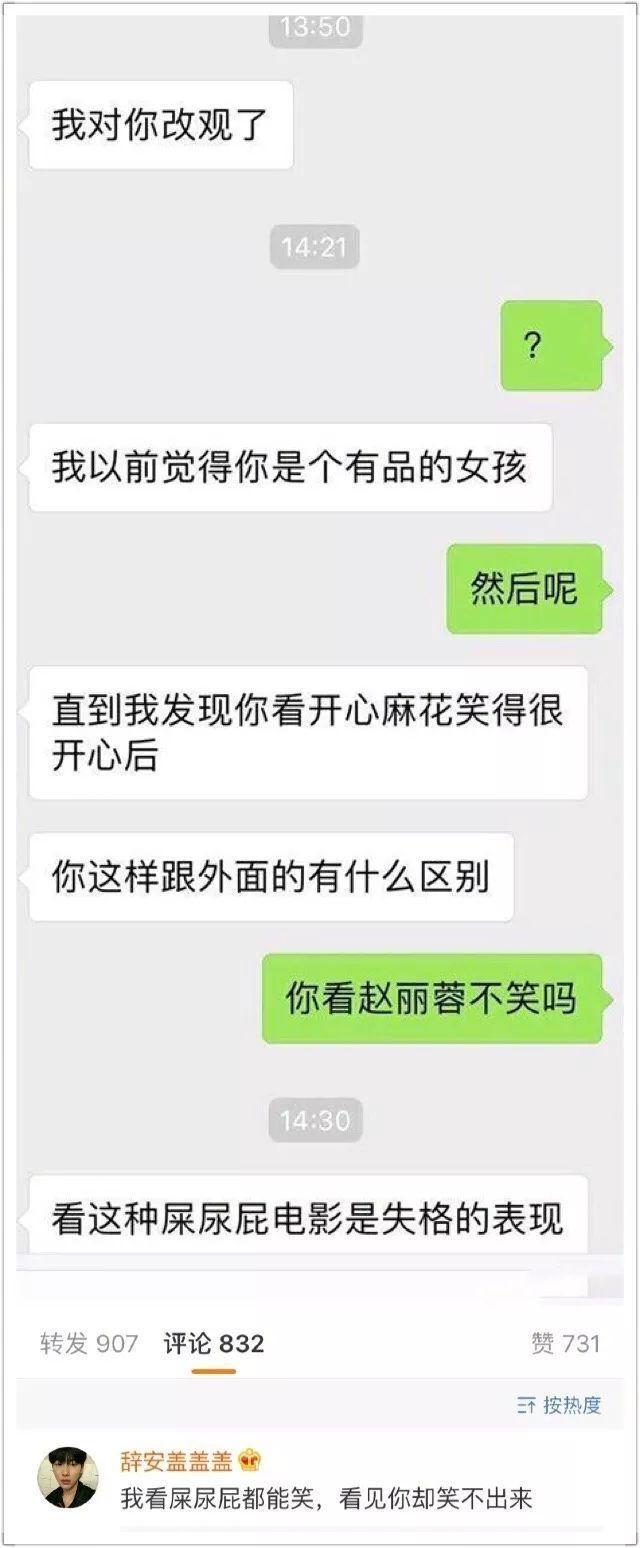 13:50
我对你改观了
14:21
?
我以前觉得你是个有品的女孩
然后呢
直到我发现你看开心麻花笑得很
开心后
你这样跟外面的有什么区别
你看赵丽蓉不笑吗
14:30
看这种屎尿屁电影是失格的表现
转发 907 评论 832 赞 731
按热度
辞安盖盖盖
我看屎尿屁都能笑，看见你却笑不出来